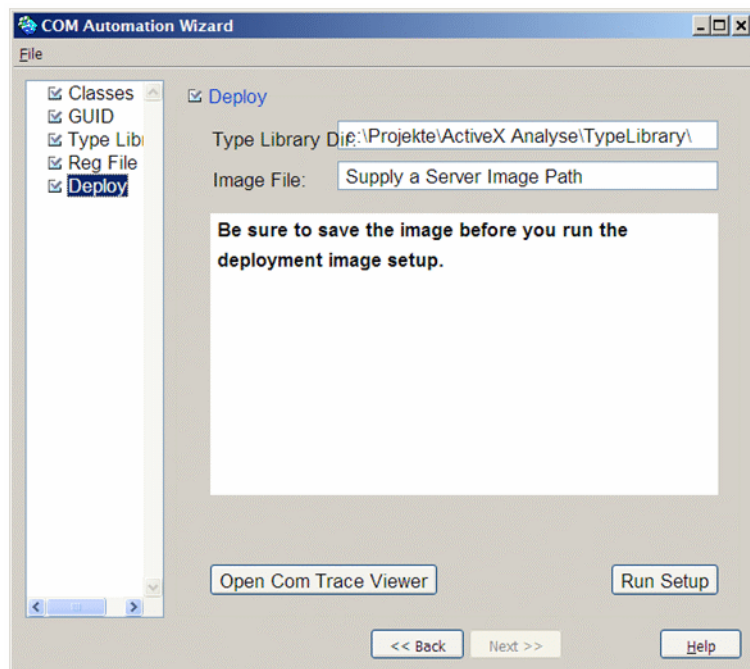 COM Automation Wizard
File
Classes
GUID
Type Libr
Reg File
Deploy
Deploy
Type Library Dir: c:\Projekte\ActiveX Analyse\TypeLibrary\
Image File: Supply a Server Image Path
Be sure to save the image before you run the
deployment image setup.
Open Com Trace Viewer
Run Setup
<< Back
Next >>
Help